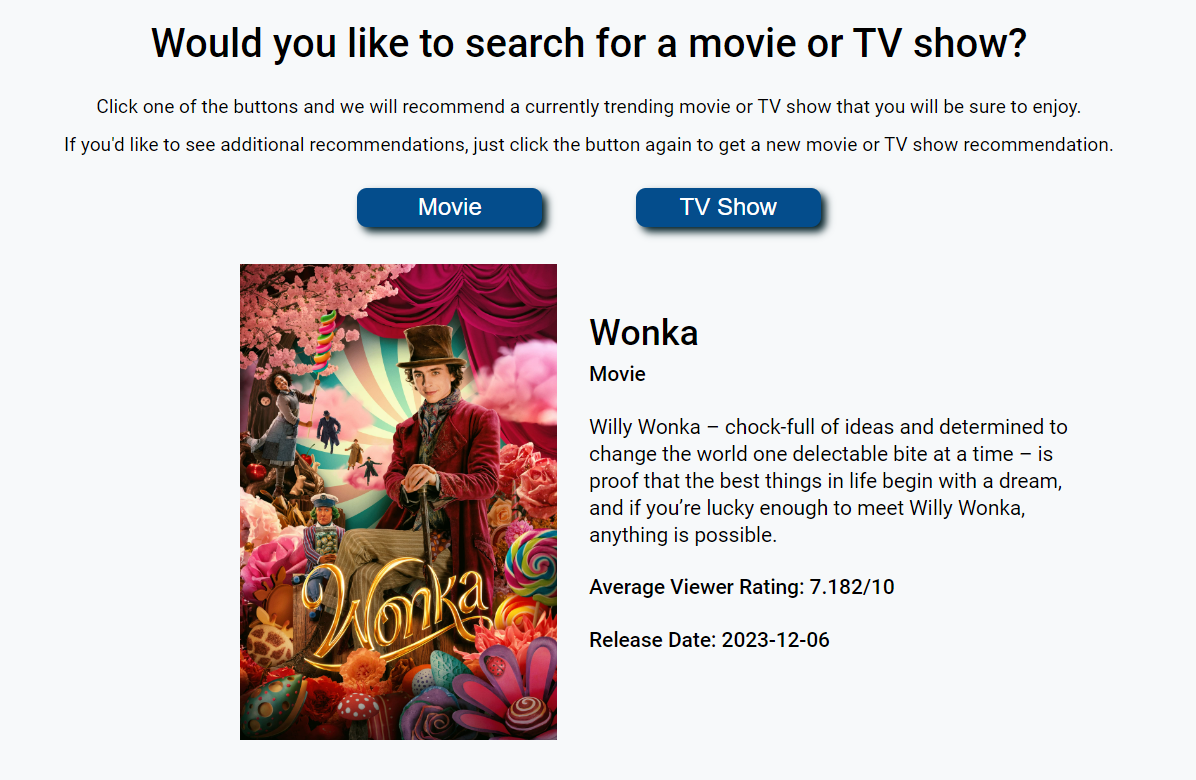 Would you like to search for a movie or TV show?
Click one of the buttons and we will recommend a currently trending movie or TV show that you will be sure to enjoy.
If you'd like to see additional recommendations, just click the button again to get a new movie or TV show recommendation.
Movie
TV Show
Wonka
Wonka
Movie
Willy Wonka – chock-full of ideas and determined to
change the world one delectable bite at a time – is
proof that the best things in life begin with a dream,
and if you’re lucky enough to meet Willy Wonka,
anything is possible.
Average Viewer Rating: 7.182/10
Release Date: 2023-12-06